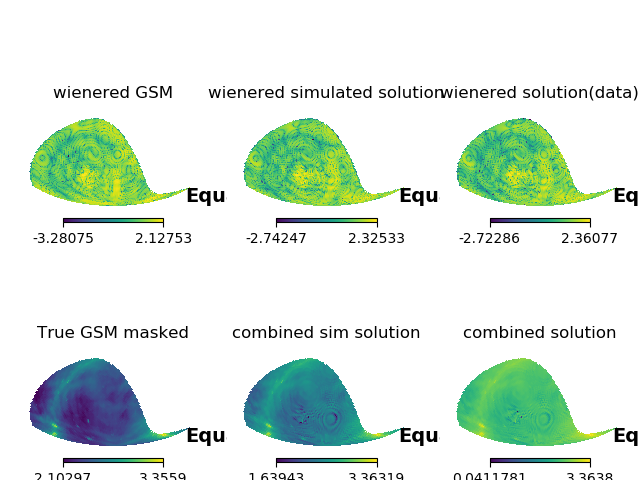 wienered GSM
wienered simulated solution
wienered solution(data)
Equ
Equ
Eq
-3.28075 2.12753
-2.74247 2.32533
-2.72286 2.36077
True GSM masked
combined sim solution
combined solution
Equ
Equ
Eq
2.10297 3.3559
1.63943 3.36319
0.0411781 3.3638